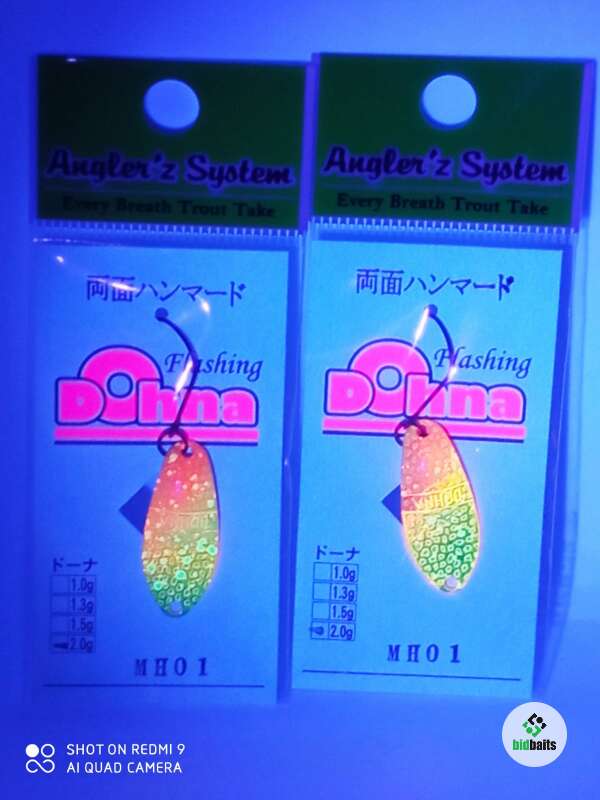 Angler'z System
Every Breath Trout Take
両面ハンマード
Flashing
Dohna
ドーナ
1.0g
1.3g
1.5g
2.0g
MH01
Angler'z System
Every Breath Trout Take
両面ハンマード
Flashing
Dohna
DOHNA
ドーナ
1.0g
1.3g
1.5g
2.0g
MH01
SHOT ON REDMI 9
AI QUAD CAMERA
bidbaits